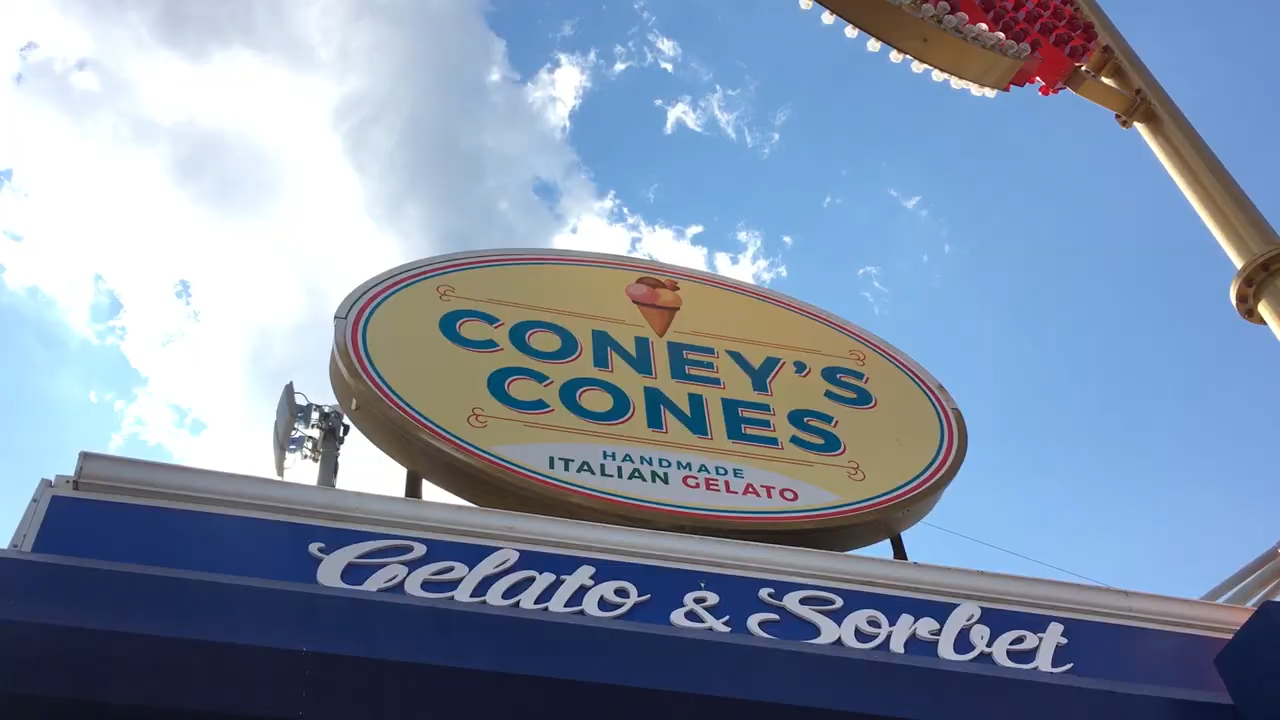 CONEY'S
CONES
HANDMADE
ITALIAN GELATO
Gelato & Sorbet